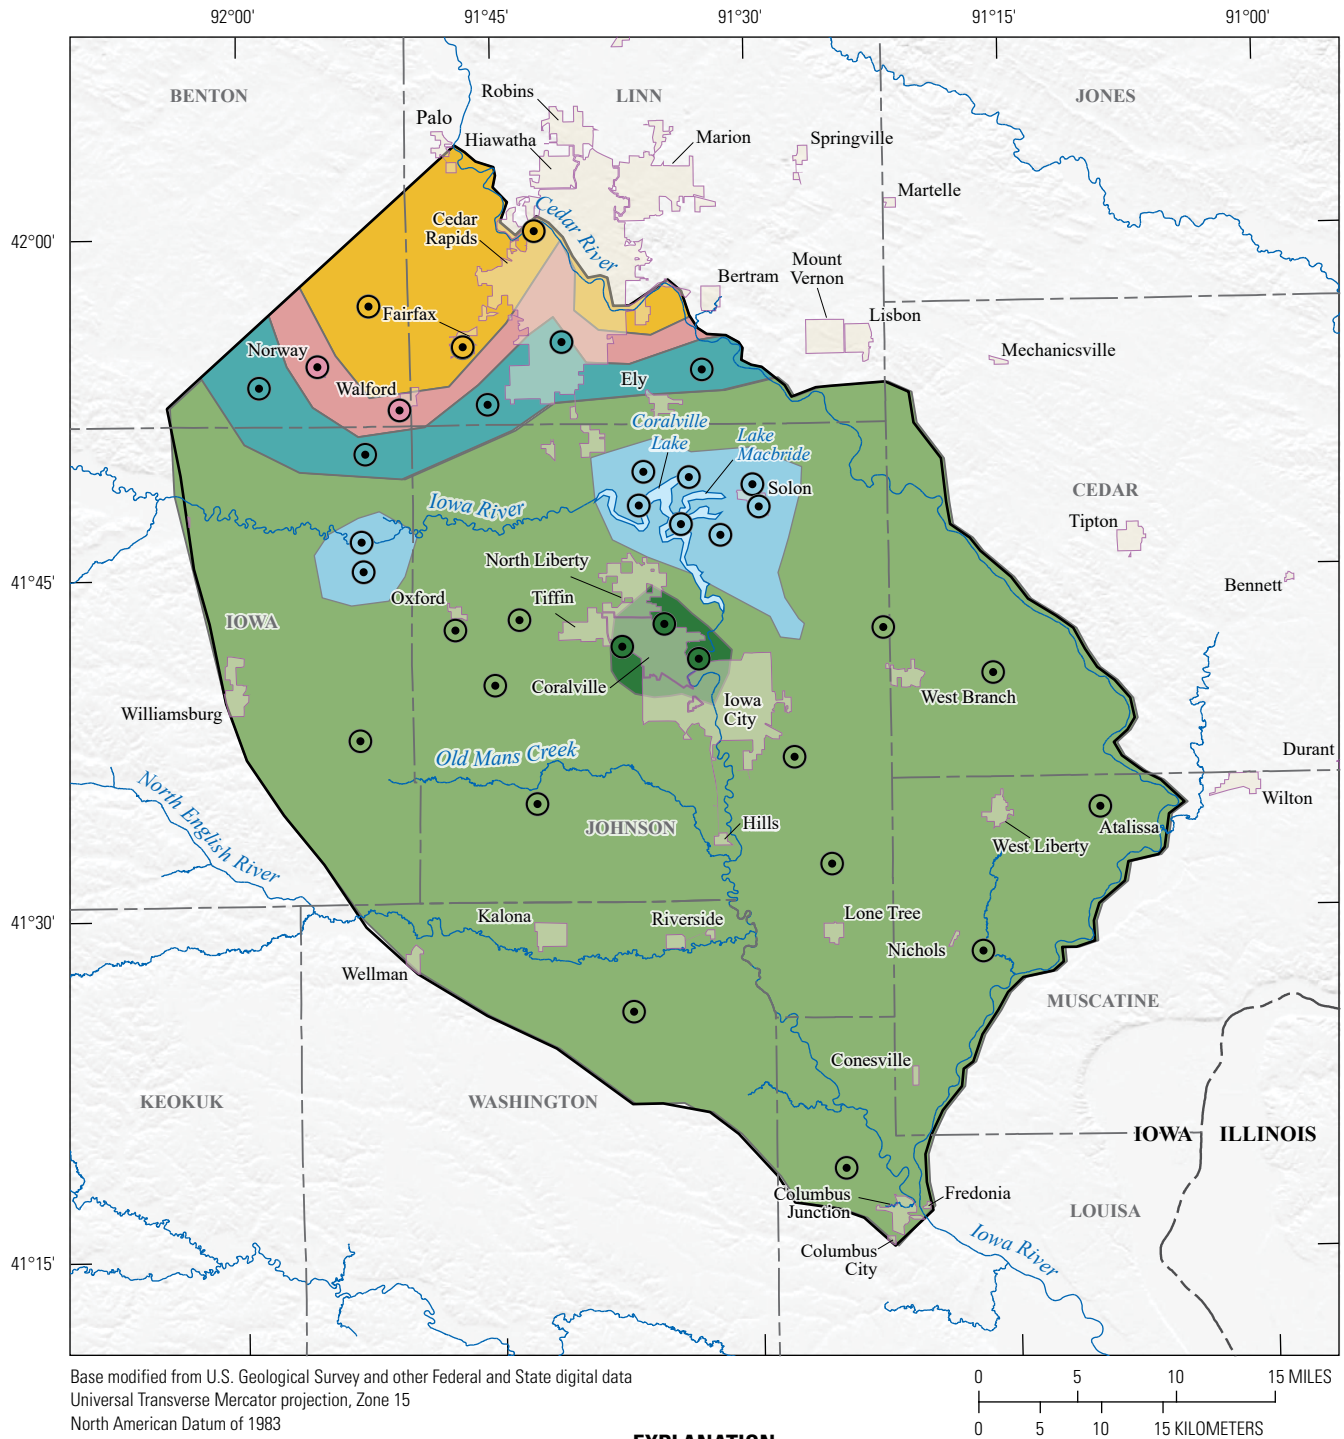 92°00'
91°45'
91°30'
91°15'
91°00'
BENTON
LINN
JONES
Robins
Palo
Hiawatha
Marion
Springville
Martelle
Cedar
Rapids
Cedar River
42°00'
Mount
Vernon
Bertram
Fairfax
Lisbon
Norway
Mechanicsville
Walford
Ely
Coralville
Lake
Lake
Macbride
Solon
CEDAR
Iowa River
Tipton
North Liberty
41°45'
Bennett
Oxford
Tiffin
IOWA
Coralville
West Branch
Williamsburg
Iowa
City
Old Mans Creek
Durant
North English River
Wilton
JOHNSON
Hills
Atalissa
West Liberty
41°30'
Kalona
Riverside
Lone Tree
Nichols
Wellman
MUSCATINE
Conesville
KEOKUK
WASHINGTON
IOWA
ILLINOIS
Columbus
Junction
Fredonia
LOUISA
Iowa River
Columbus
City
41°15'
Base modified from U.S. Geological Survey and other Federal and State digital data
Universal Transverse Mercator projection, Zone 15
North American Datum of 1983
0 5 10 15 MILES
0 5 10 15 KILOMETERS
EXPLANATION